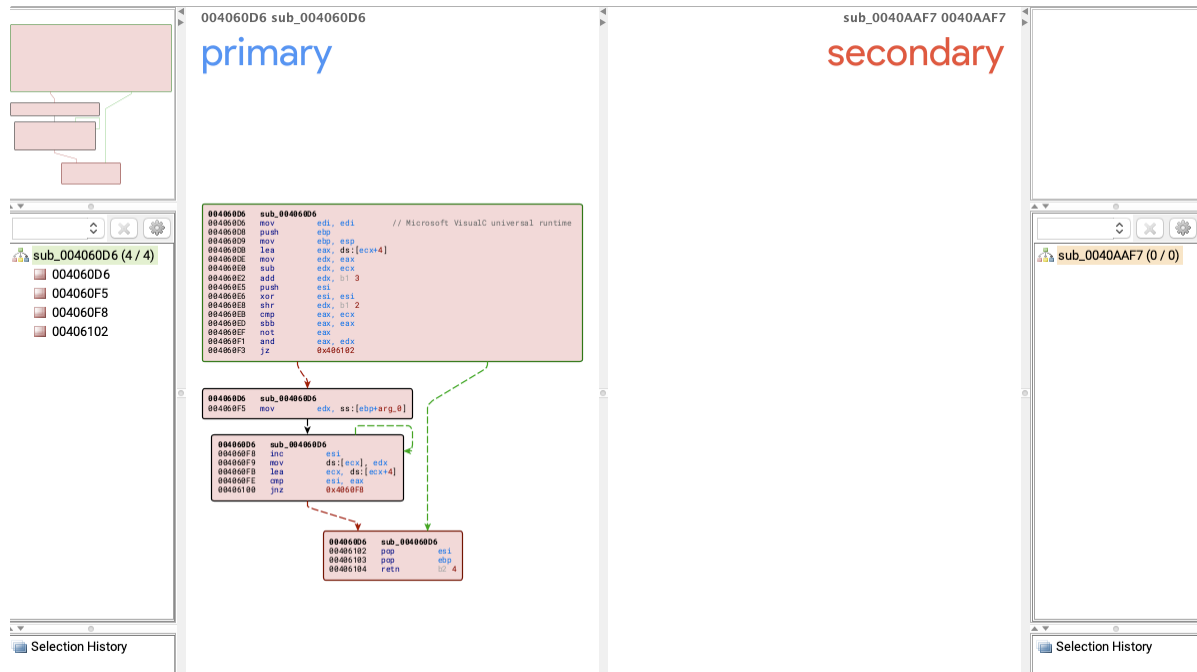 004060D6 sub_004060D6
sub_0040AAF7 0040AAF7
primary
secondary
sub_004060D6 (4 / 4)
004060D6
004060F5
004060F8
00406102
Selection History
004060D6 sub_004060D6
004060D6 mov edi, edi // Microsoft VisualC universal runtime
004060D8 push ebp
004060D9 mov ebp, esp
004060DB lea eax, ds:[ecx+4]
004060DE mov edx, eax
004060E0 sub edx, ecx
004060E2 add edx, b1 3
004060E5 push esi
004060E6 xor esi, esi
004060E8 shr edx, b1 2
004060EB cmp eax, ecx
004060ED sbb eax, eax
004060EF not eax
004060F1 and eax, edx
004060F3 jz 0x406102
004060D6 sub_004060D6
004060F5 mov edx, ss:[ebp+arg_0]
004060D6 sub_004060D6
004060F8 inc esi
004060F9 mov ds:[ecx], edx
004060FB lea ecx, ds:[ecx+4]
004060FE cmp esi, eax
00406100 jnz 0x4060F8
004060D6 sub_004060D6
00406102 pop esi
00406103 pop ebp
00406104 retn b2 4
sub_0040AAF7 (0 / 0)
Selection History